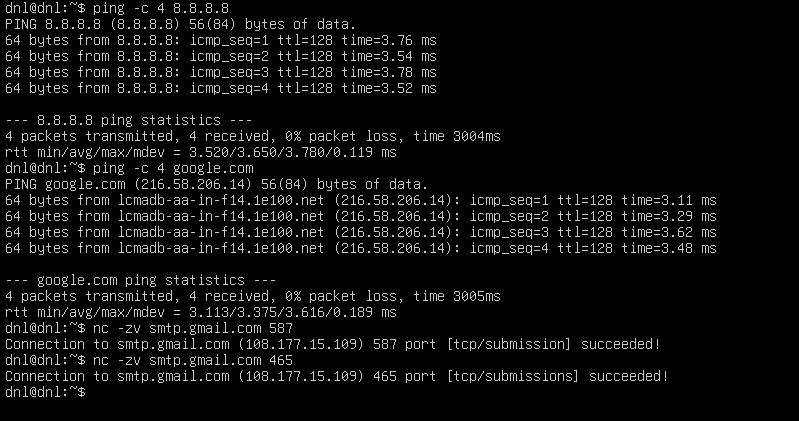 dnl@dnl:~$ ping -c 4 8.8.8.8
PING 8.8.8.8 (8.8.8.8) 56(84) bytes of data.
64 bytes from 8.8.8.8: icmp_seq=1 ttl=128 time=3.76 ms
64 bytes from 8.8.8.8: icmp_seq=2 ttl=128 time=3.54 ms
64 bytes from 8.8.8.8: icmp_seq=3 ttl=128 time=3.78 ms
64 bytes from 8.8.8.8: icmp_seq=4 ttl=128 time=3.52 ms
--- 8.8.8.8 ping statistics ---
4 packets transmitted, 4 received, 0% packet loss, time 3004ms
rtt min/avg/max/mdev = 3.520/3.650/3.780/0.119 ms
dnl@dnl:~$ ping -c 4 google.com
PING google.com (216.58.206.14) 56(84) bytes of data.
64 bytes from lcmadb-aa-in-f14.1e100.net (216.58.206.14): icmp_seq=1 ttl=128 time=3.11 ms
64 bytes from lcmadb-aa-in-f14.1e100.net (216.58.206.14): icmp_seq=2 ttl=128 time=3.29 ms
64 bytes from lcmadb-aa-in-f14.1e100.net (216.58.206.14): icmp_seq=3 ttl=128 time=3.62 ms
64 bytes from lcmadb-aa-in-f14.1e100.net (216.58.206.14): icmp_seq=4 ttl=128 time=3.48 ms
--- google.com ping statistics ---
4 packets transmitted, 4 received, 0% packet loss, time 3005ms
rtt min/avg/max/mdev = 3.113/3.375/3.616/0.189 ms
dnl@dnl:~$ nc -zv smtp.gmail.com 587
Connection to smtp.gmail.com (108.177.15.109) 587 port [tcp/submission] succeeded!
dnl@dnl:~$ nc -zv smtp.gmail.com 465
Connection to smtp.gmail.com (108.177.15.109) 465 port [tcp/submissions] succeeded!
dnl@dnl:~$